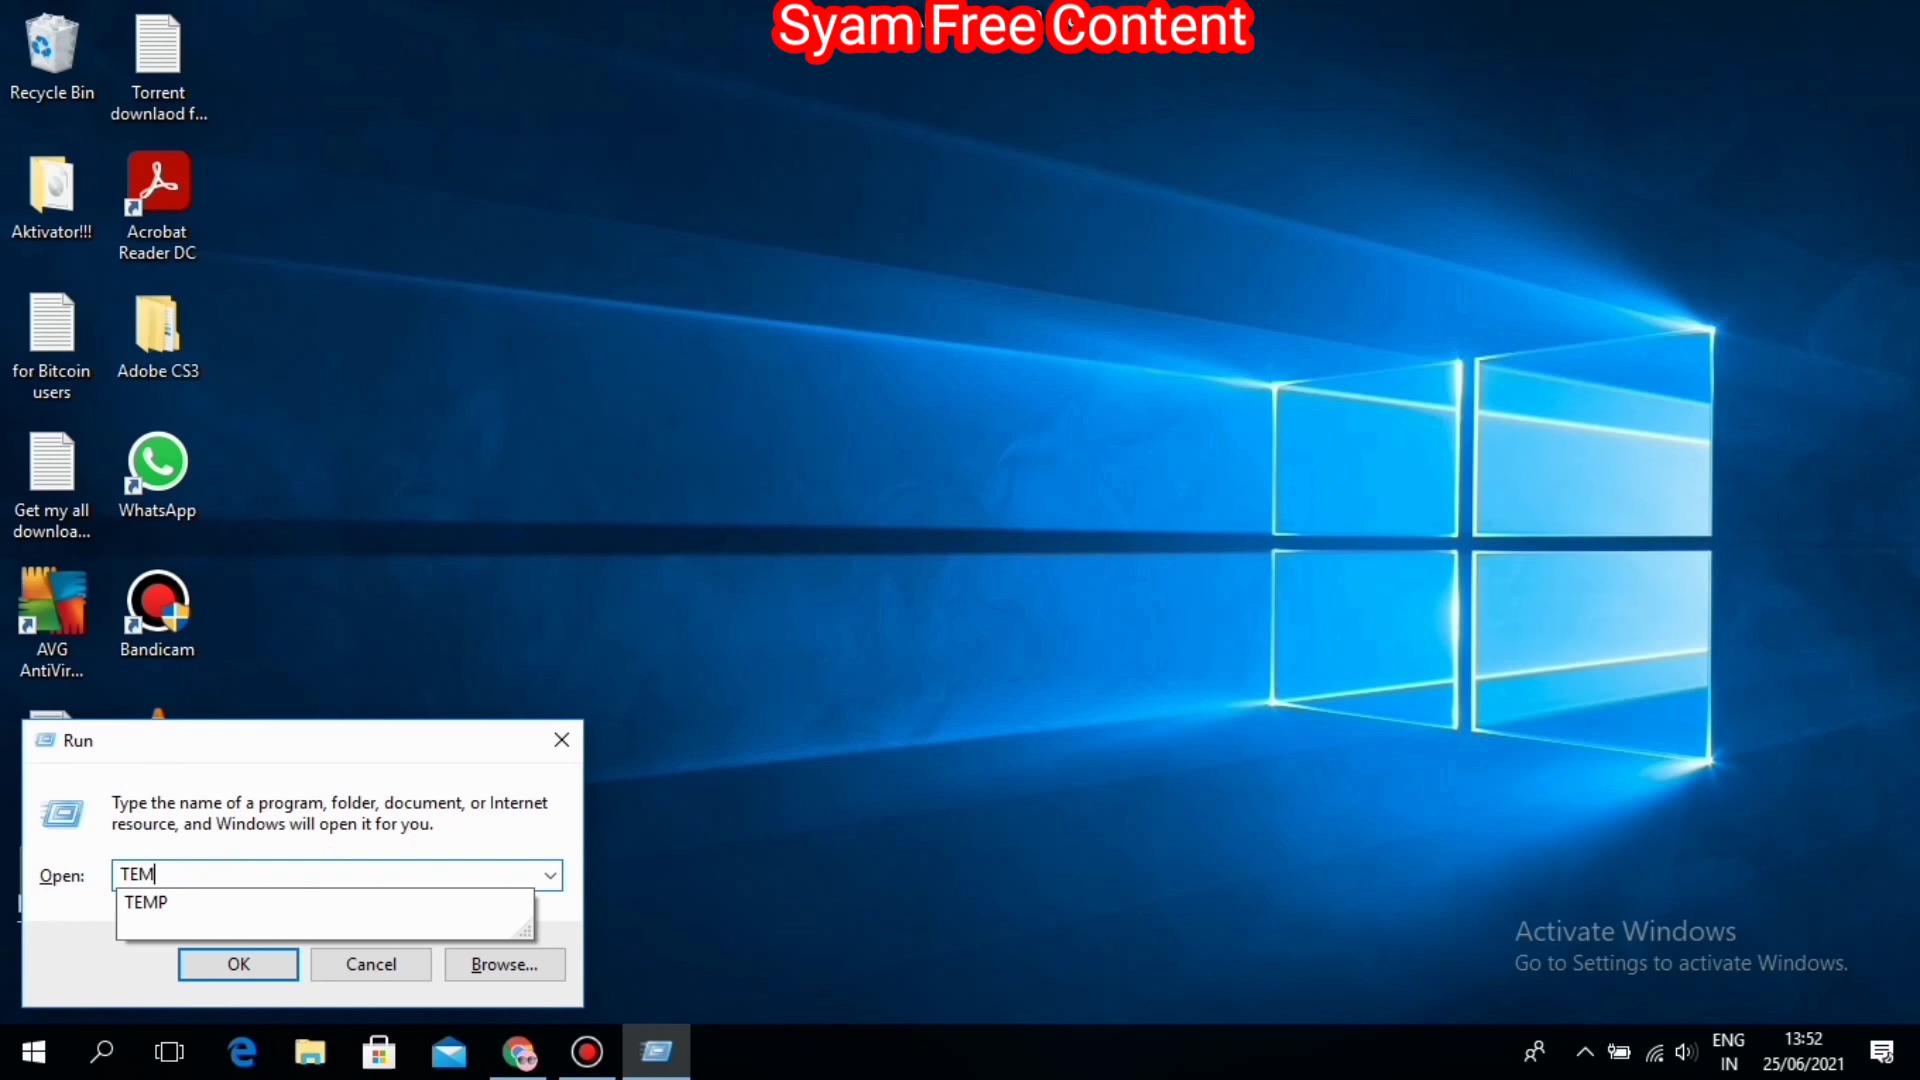 Syam Free Content
Recycle Bin
Torrent
downlaod f...
Aktivator!!!
Acrobat
Reader DC
for Bitcoin
users
Adobe CS3
Get my all
downloa...
WhatsApp
AVG
AntiVir...
Bandicam
Run
Type the name of a program, folder, document, or Internet
resource, and Windows will open it for you.
Open:
TEM
TEMP
OK
Cancel
Browse...
Activate Windows
Go to Settings to activate Windows.
ENG
IN
13:52
25/06/2021